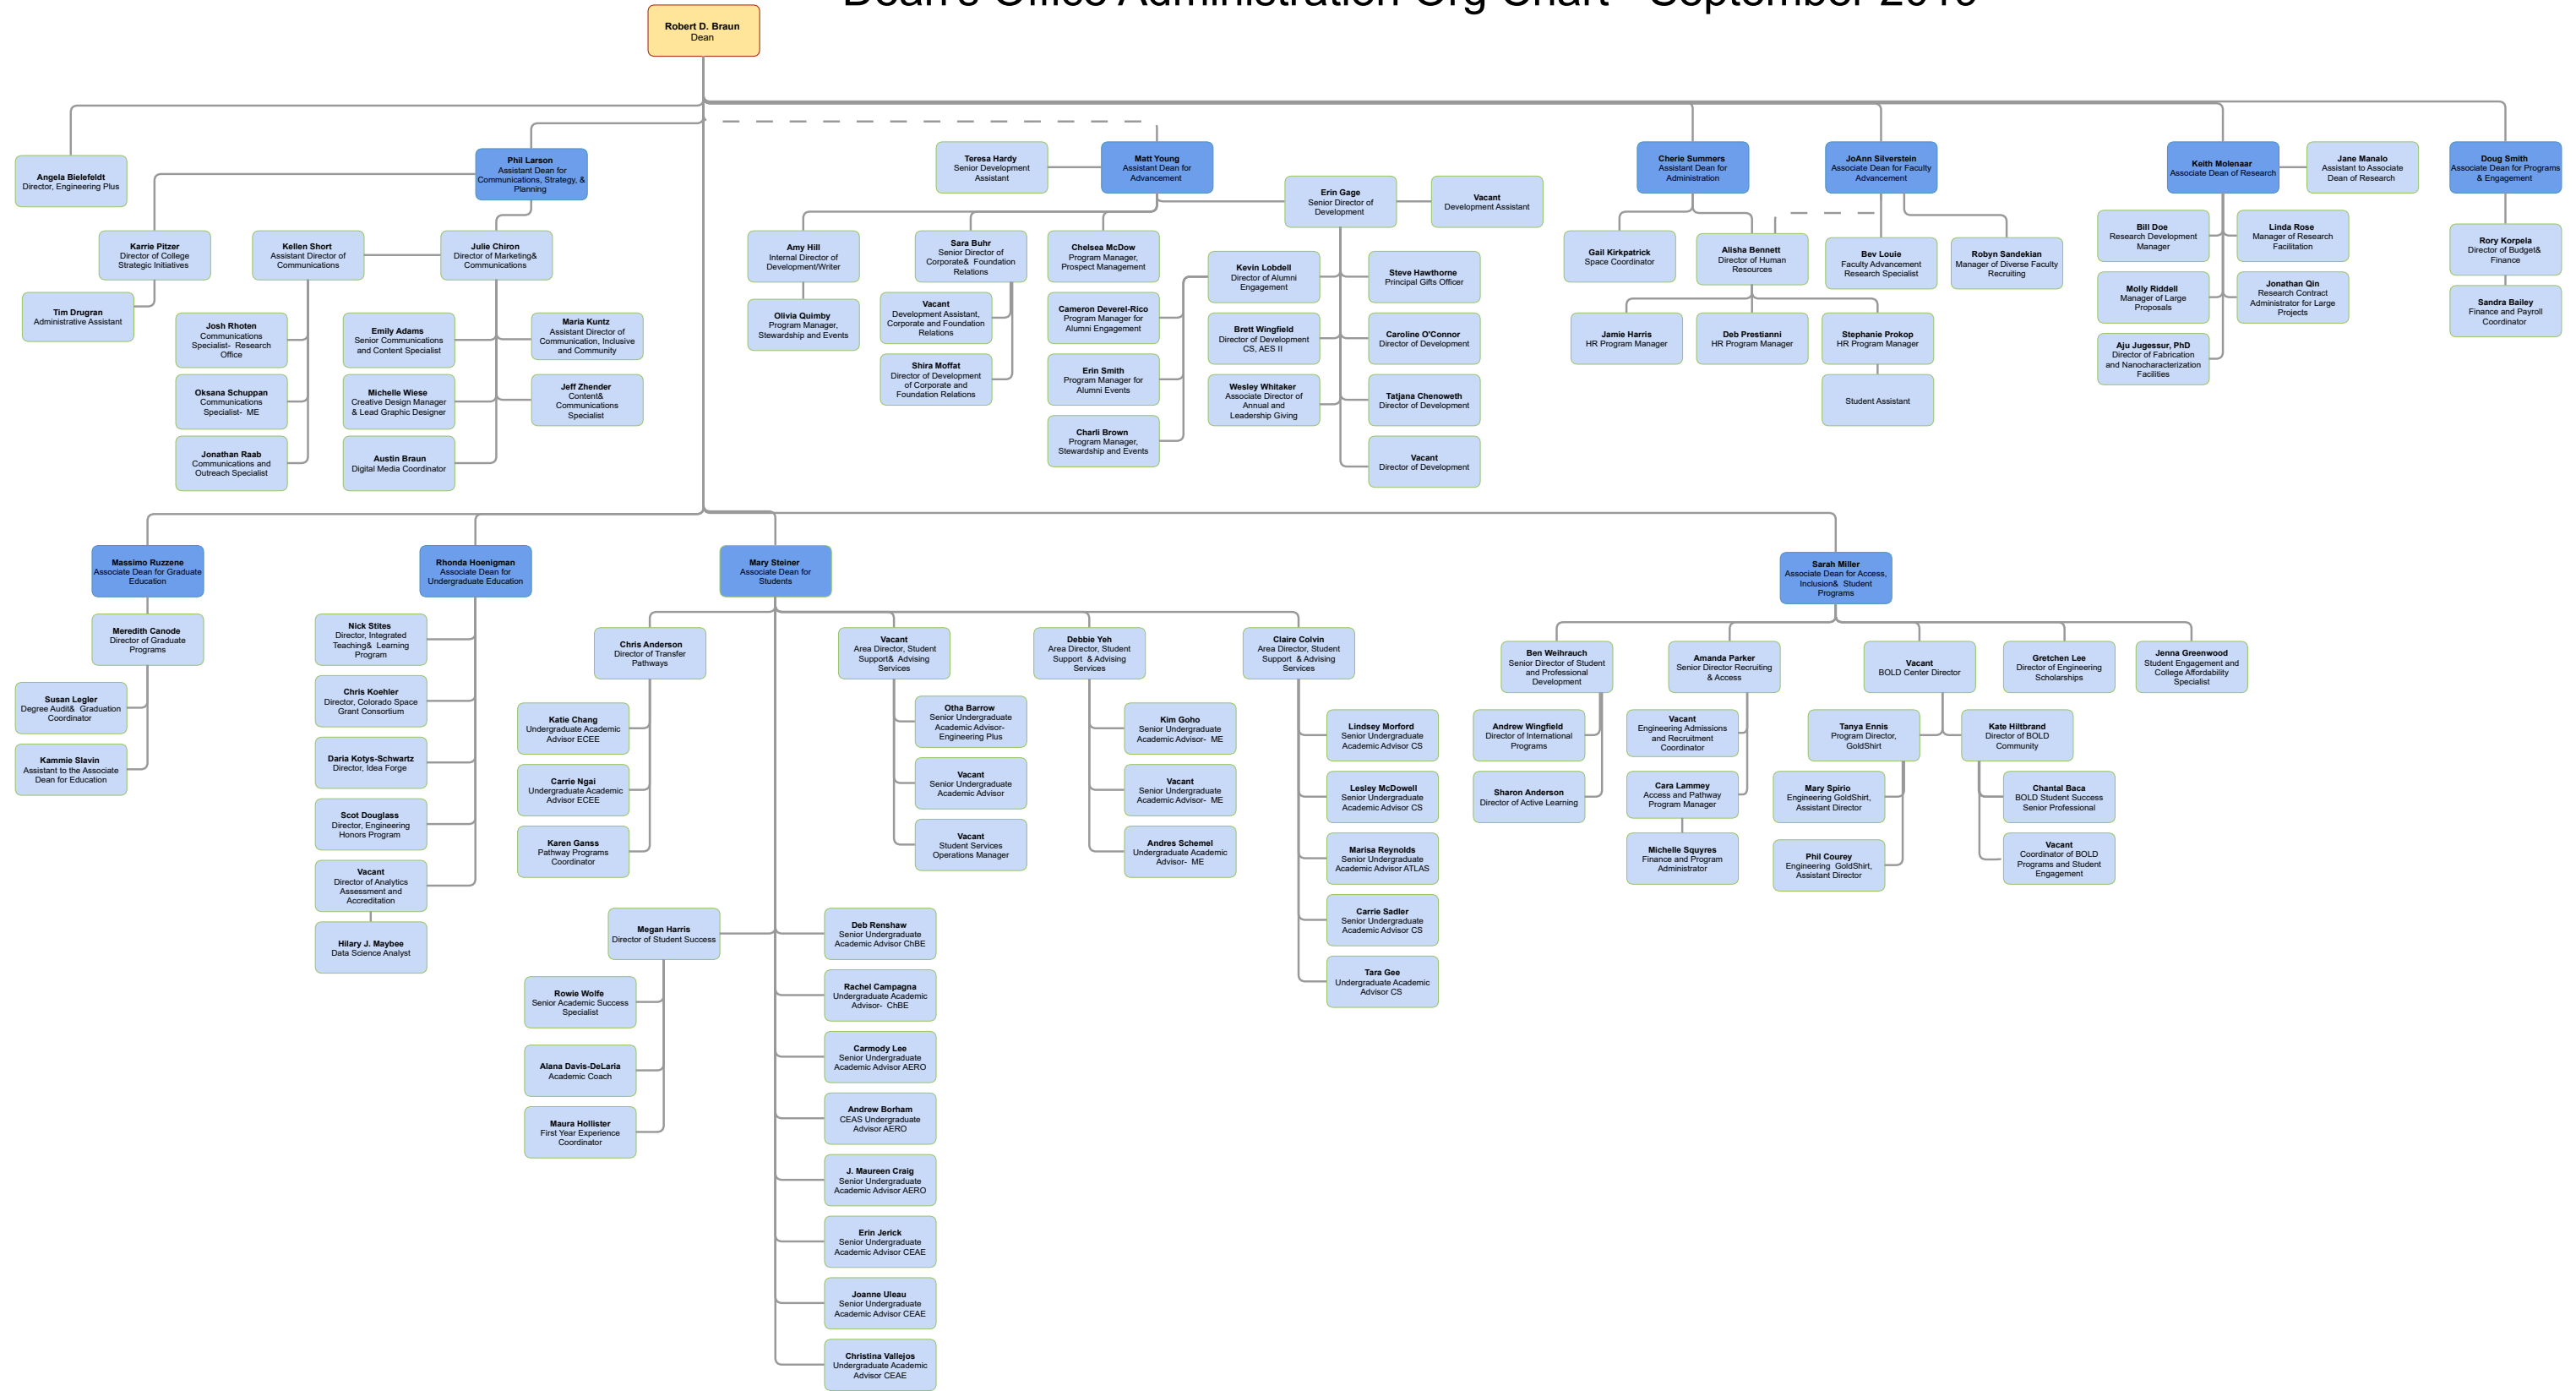 Dean's Office Administration Org Chart - September 2019
Robert D. Braun
Dean
Angela Bielefeldt
Director, Engineering Plus
Phil Larson
Assistant Dean for
Communications, Strategy, &
Planning
Karrie Pitzer
Director of College
Strategic Initiatives
Tim Drugran
Administrative Assistant
Kellen Short
Assistant Director of
Communications
Julie Chiron
Director of Marketing&
Communications
Josh Rhoten
Communications
Specialist- Research
Office
Oksana Schuppan
Communications
Specialist- ME
Jonathan Raab
Communications and
Outreach Specialist
Emily Adams
Senior Communications
and Content Specialist
Michelle Wiese
Creative Design Manager
& Lead Graphic Designer
Austin Braun
Digital Media Coordinator
Maria Kuntz
Assistant Director of
Communication, Inclusive
and Community
Jeff Zhender
Content&
Communications
Specialist
Teresa Hardy
Senior Development
Assistant
Matt Young
Assistant Dean for
Advancement
Erin Gage
Senior Director of
Development
Vacant
Development Assistant
Amy Hill
Internal Director of
Development/Writer
Olivia Quimby
Program Manager,
Stewardship and Events
Sara Buhr
Senior Director of
Corporate& Foundation
Relations
Vacant
Development Assistant,
Corporate and Foundation
Relations
Shira Moffat
Director of Development
of Corporate and
Foundation Relations
Chelsea McDow
Program Manager,
Prospect Management
Cameron Deverel-Rico
Program Manager for
Alumni Engagement
Erin Smith
Program Manager for
Alumni Events
Charli Brown
Program Manager,
Stewardship and Events
Kevin Lobdell
Director of Alumni
Engagement
Brett Wingfield
Director of Development
CS, AES II
Wesley Whitaker
Associate Director of
Annual and
Leadership Giving
Steve Hawthorne
Principal Gifts Officer
Caroline O'Connor
Director of Development
Tatjana Chenoweth
Director of Development
Vacant
Director of Development
Cherie Summers
Assistant Dean for
Administration
Gail Kirkpatrick
Space Coordinator
Alisha Bennett
Director of Human
Resources
Jamie Harris
HR Program Manager
Deb Prestianni
HR Program Manager
Stephanie Prokop
HR Program Manager
Student Assistant
JoAnn Silverstein
Associate Dean for Faculty
Advancement
Bev Louie
Faculty Advancement
Research Specialist
Robyn Sandekian
Manager of Diverse Faculty
Recruiting
Keith Molenaar
Associate Dean of Research
Jane Manalo
Assistant to Associate
Dean of Research
Bill Doe
Research Development
Manager
Linda Rose
Manager of Research
Facilitation
Molly Riddell
Manager of Large
Proposals
Jonathan Qin
Research Contract
Administrator for Large
Projects
Aju Jugessur, PhD
Director of Fabrication
and Nanocharacterization
Facilities
Doug Smith
Associate Dean for Programs
& Engagement
Rory Korpela
Director of Budget&
Finance
Sandra Bailey
Finance and Payroll
Coordinator
Massimo Ruzzene
Associate Dean for Graduate
Education
Meredith Canode
Director of Graduate
Programs
Susan Legler
Degree Audit& Graduation
Coordinator
Kammie Slavin
Assistant to the Associate
Dean for Education
Rhonda Hoenigman
Associate Dean for
Undergraduate Education
Nick Stites
Director, Integrated
Teaching& Learning
Program
Chris Koehler
Director, Colorado Space
Grant Consortium
Daria Kotys-Schwartz
Director, Idea Forge
Scot Douglass
Director, Engineering
Honors Program
Vacant
Director of Analytics
Assessment and
Accreditation
Hilary J. Maybee
Data Science Analyst
Mary Steiner
Associate Dean for
Students
Chris Anderson
Director of Transfer
Pathways
Katie Chang
Undergraduate Academic
Advisor ECEE
Carrie Ngai
Undergraduate Academic
Advisor ECEE
Karen Ganss
Pathway Programs
Coordinator
Vacant
Area Director, Student
Support& Advising
Services
Otha Barrow
Senior Undergraduate
Academic Advisor-
Engineering Plus
Vacant
Senior Undergraduate
Academic Advisor
Vacant
Student Services
Operations Manager
Debbie Yeh
Area Director, Student
Support & Advising
Services
Kim Goho
Senior Undergraduate
Academic Advisor- ME
Vacant
Senior Undergraduate
Academic Advisor- ME
Andres Schemel
Undergraduate Academic
Advisor- ME
Claire Colvin
Area Director, Student
Support & Advising
Services
Lindsey Morford
Senior Undergraduate
Academic Advisor CS
Lesley McDowell
Senior Undergraduate
Academic Advisor CS
Marisa Reynolds
Senior Undergraduate
Academic Advisor ATLAS
Carrie Sadler
Senior Undergraduate
Academic Advisor CS
Tara Gee
Undergraduate Academic
Advisor CS
Megan Harris
Director of Student Success
Rowie Wolfe
Senior Academic Success
Specialist
Alana Davis-DeLaria
Academic Coach
Maura Hollister
First Year Experience
Coordinator
Deb Renshaw
Senior Undergraduate
Academic Advisor ChBE
Rachel Campagna
Undergraduate Academic
Advisor- ChBE
Carmody Lee
Senior Undergraduate
Academic Advisor AERO
Andrew Borham
CEAS Undergraduate
Advisor AERO
J. Maureen Craig
Senior Undergraduate
Academic Advisor AERO
Erin Jerick
Senior Undergraduate
Academic Advisor CEAE
Joanne Uleau
Senior Undergraduate
Academic Advisor CEAE
Christina Vallejos
Undergraduate Academic
Advisor CEAE
Sarah Miller
Associate Dean for Access,
Inclusion& Student
Programs
Ben Weihrauch
Senior Director of Student
and Professional
Development
Andrew Wingfield
Director of International
Programs
Sharon Anderson
Director of Active Learning
Amanda Parker
Senior Director Recruiting
& Access
Vacant
Engineering Admissions
and Recruitment
Coordinator
Cara Lammey
Access and Pathway
Program Manager
Michelle Squyres
Finance and Program
Administrator
Vacant
BOLD Center Director
Tanya Ennis
Program Director,
GoldShirt
Mary Spirio
Engineering GoldShirt,
Assistant Director
Phil Courey
Engineering GoldShirt,
Assistant Director
Kate Hiltbrand
Director of BOLD
Community
Chantal Baca
BOLD Student Success
Senior Professional
Vacant
Coordinator of BOLD
Programs and Student
Engagement
Gretchen Lee
Director of Engineering
Scholarships
Jenna Greenwood
Student Engagement and
College Affordability
Specialist